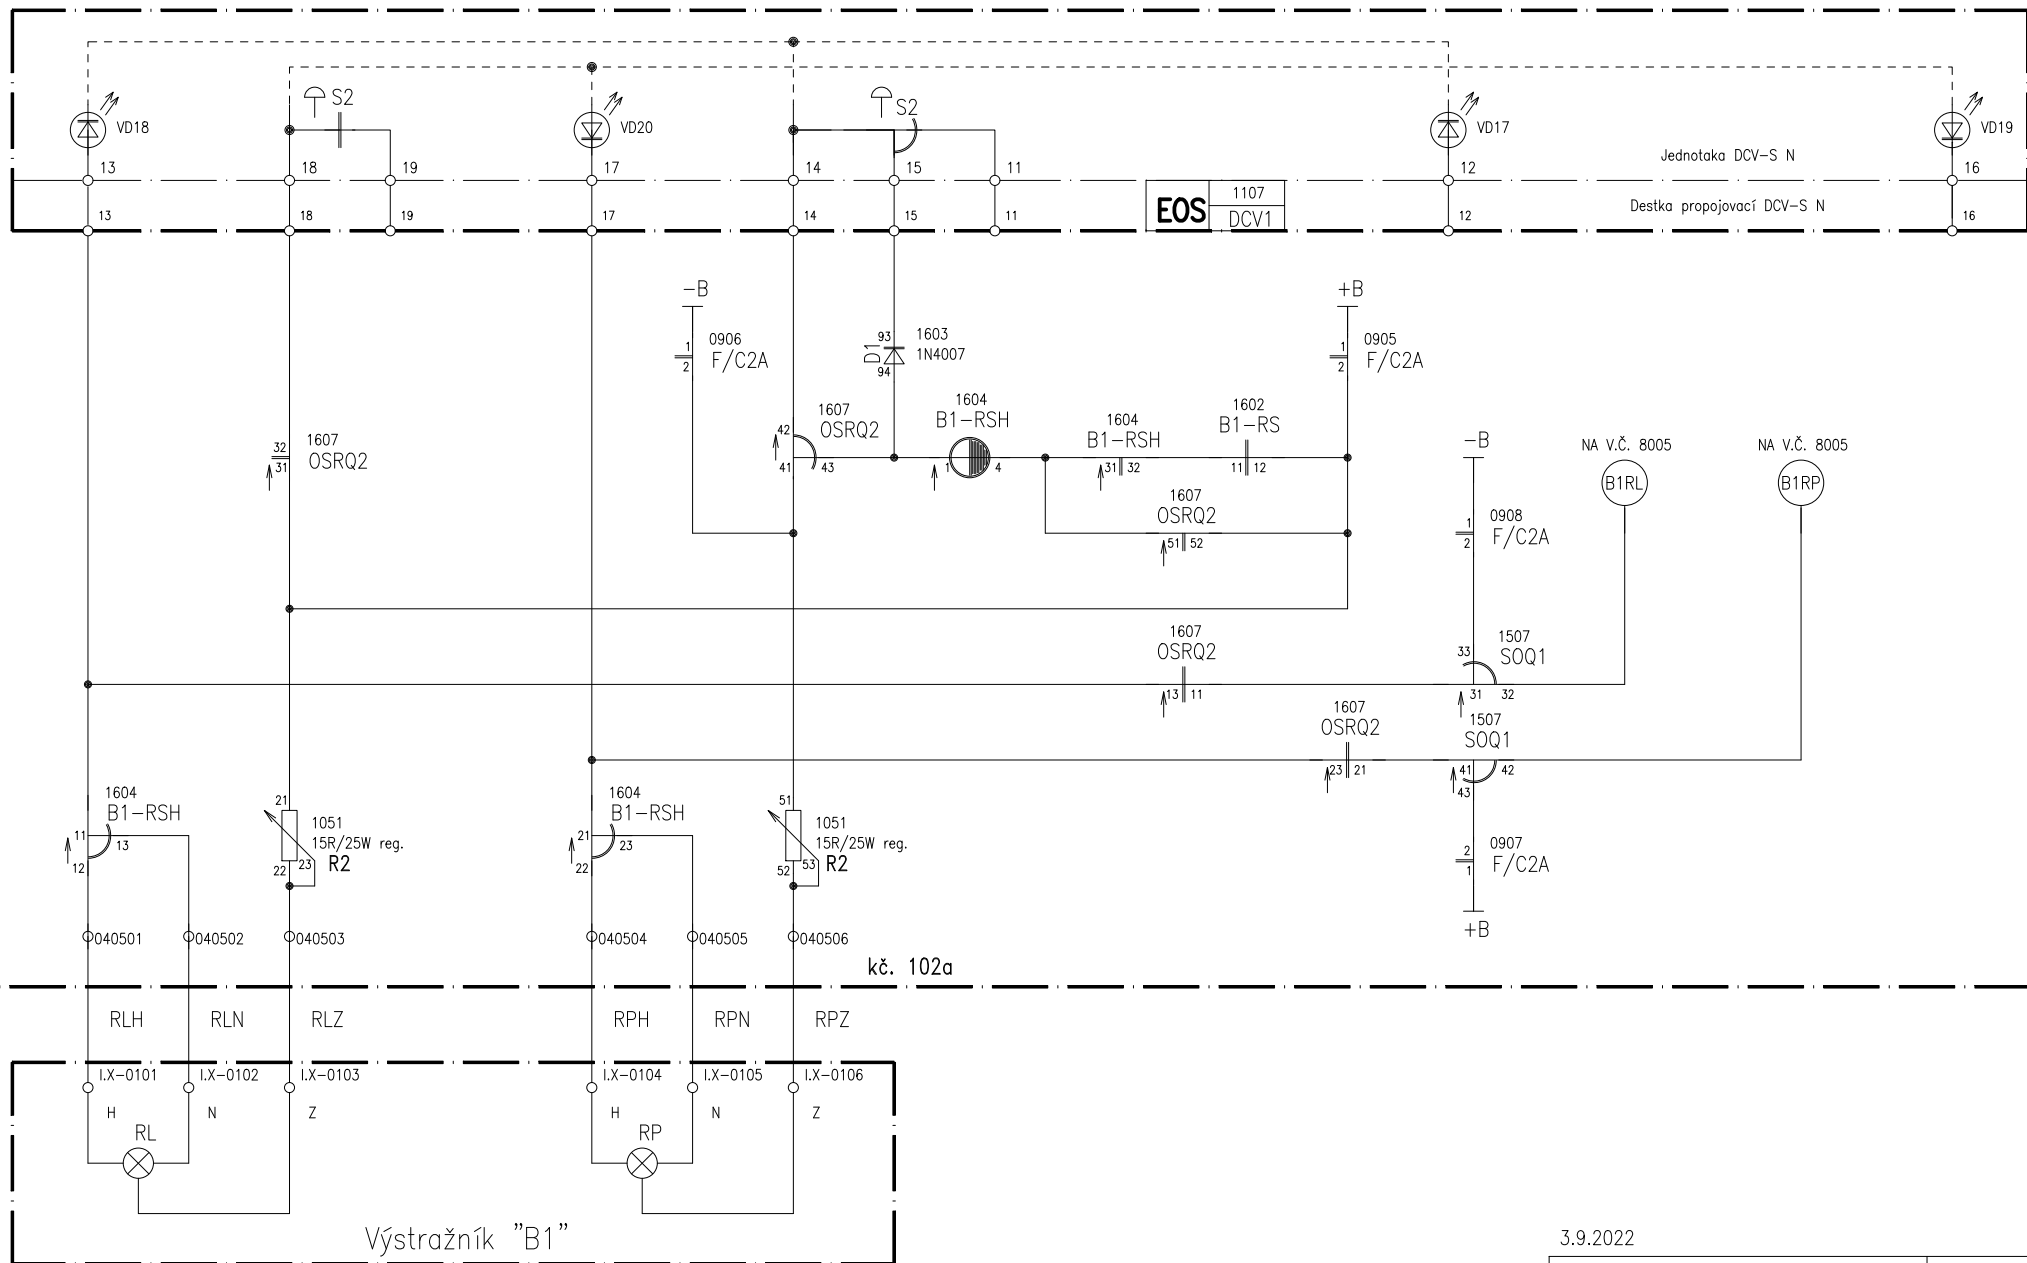 S2
S2
VD18
VD20
VD17
VD19
Jednotaka DCV-S N
13
18
19
17
14
15
11
12
16
EOS
1107
DCV1
Destka propojovací DCV-S N
13
18
19
17
14
15
11
12
16
-B
+B
1
2
0906
F/C2A
93
D1
94
1603
1N4007
1
2
0905
F/C2A
32
31
1607
OSRQ2
42
41
43
1607
OSRQ2
1604
B1-RSH
1
4
1604
B1-RSH
31
32
1602
B1-RS
11
12
-B
NA V.Č. 8005
B1RL
NA V.Č. 8005
B1RP
1607
OSRQ2
51
52
1
2
0908
F/C2A
1607
OSRQ2
13
11
33
31
32
1507
SOQ1
1607
OSRQ2
23
21
1507
SOQ1
41
42
43
1604
B1-RSH
11
13
12
21
1051
15R/25W reg.
22
23
R2
1604
B1-RSH
21
23
22
51
1051
15R/25W reg.
52
53
R2
2
1
0907
F/C2A
+B
040501
040502
040503
040504
040505
040506
kč. 102a
RLH
RLN
RLZ
RPH
RPN
RPZ
I.X-0101
I.X-0102
I.X-0103
I.X-0104
I.X-0105
I.X-0106
H
N
Z
H
N
Z
RL
RP
Výstražník "B1"
3.9.2022